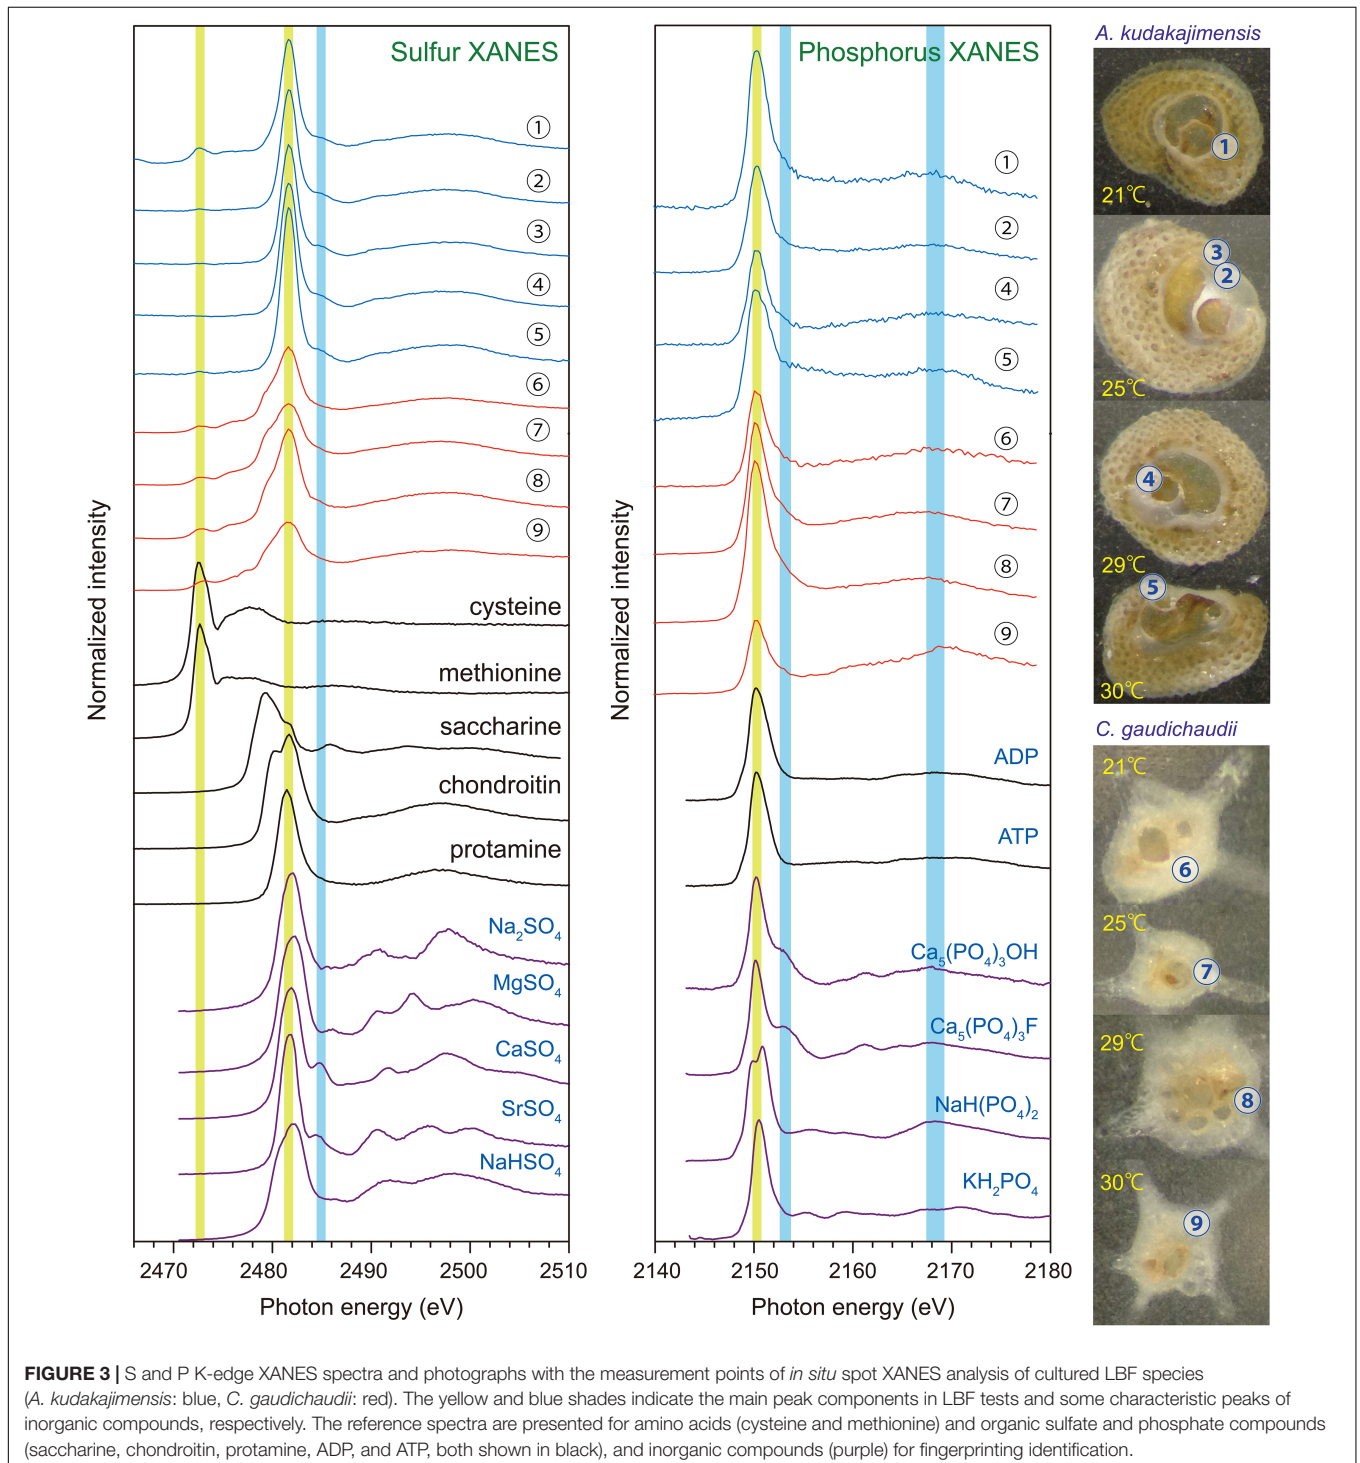 Sulfur XANES
①
②
③
④
⑤
⑥
⑦
⑧
⑨
cysteine
methionine
saccharine
chondroitin
protamine
Na₂SO₄
MgSO₄
CaSO₄
SrSO₄
NaHSO₄
Normalized intensity
2470 2480 2490 2500 2510
Photon energy (eV)
Phosphorus XANES
①
②
④
⑤
⑥
⑦
⑧
⑨
ADP
ATP
Ca₅(PO₄)₃OH
Ca₅(PO₄)₃F
NaH(PO₄)₂
KH₂PO₄
Normalized intensity
2140 2150 2160 2170 2180
Photon energy (eV)
A. kudakajimensis
①
21℃
③
②
25℃
④
29℃
⑤
30℃
C. gaudichaudii
21℃
⑥
25℃
⑦
29℃
⑧
30℃
⑨
FIGURE 3 | S and P K-edge XANES spectra and photographs with the measurement points of in situ spot XANES analysis of cultured LBF species
(A. kudakajimensis: blue, C. gaudichaudii: red). The yellow and blue shades indicate the main peak components in LBF tests and some characteristic peaks of
inorganic compounds, respectively. The reference spectra are presented for amino acids (cysteine and methionine) and organic sulfate and phosphate compounds
(saccharine, chondroitin, protamine, ADP, and ATP, both shown in black), and inorganic compounds (purple) for fingerprinting identification.